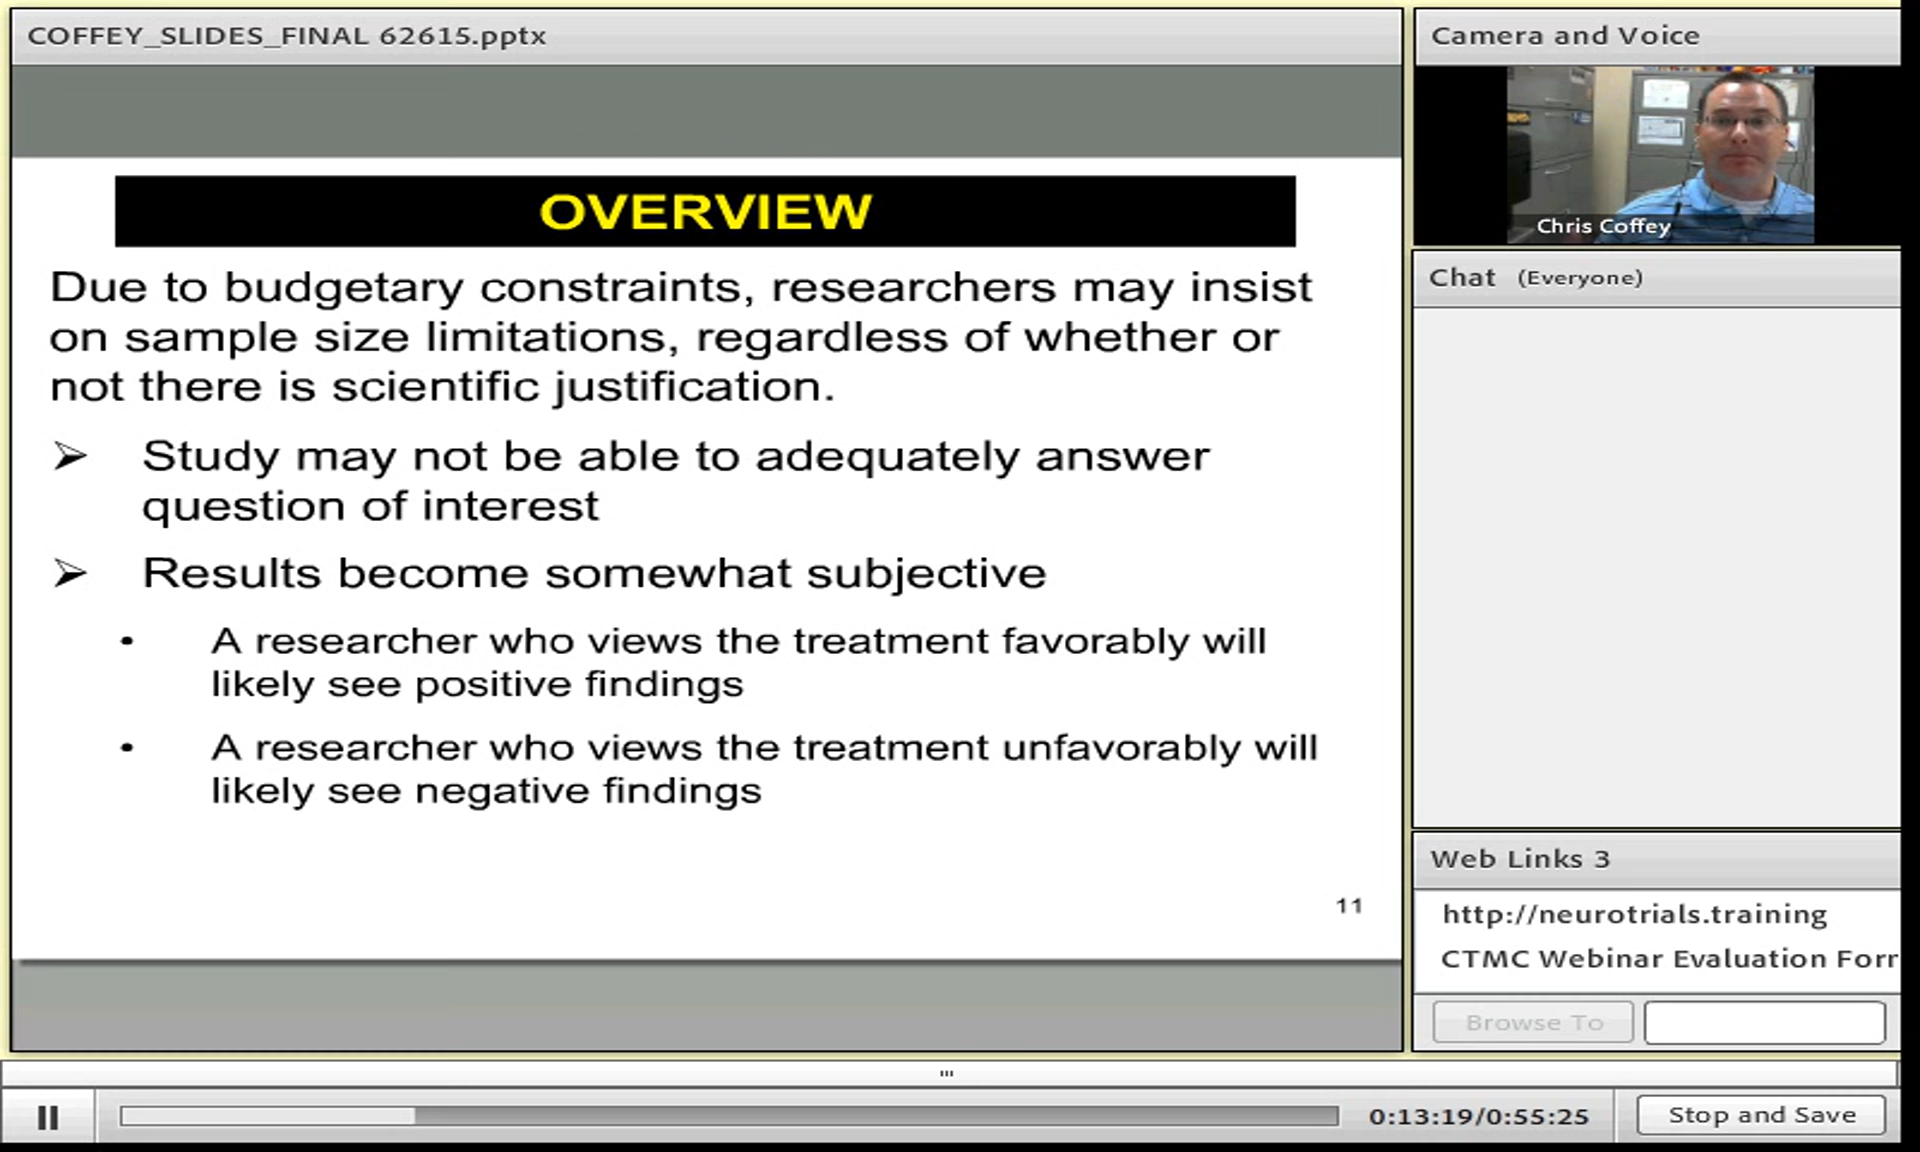 COFFEY_SLIDES_FINAL 62615.pptx
OVERVIEW
Due to budgetary constraints, researchers may insist
on sample size limitations, regardless of whether or
not there is scientific justification.
➢ Study may not be able to adequately answer
question of interest
➢ Results become somewhat subjective
• A researcher who views the treatment favorably will
likely see positive findings
• A researcher who views the treatment unfavorably will
likely see negative findings
11
Camera and Voice
Chris Coffey
Chat (Everyone)
Web Links 3
http://neurotrials.training
CTMC Webinar Evaluation Forr
Browse To
0:13:19/0:55:25
Stop and Save